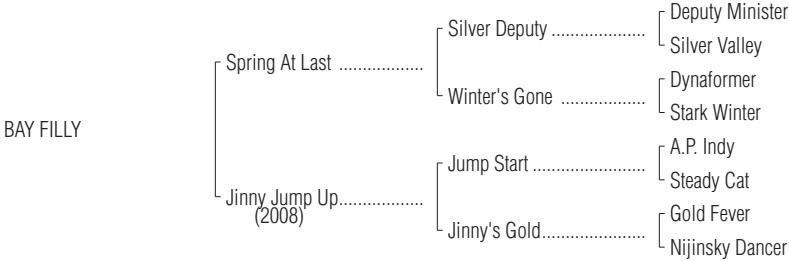 Deputy Minister
Silver Deputy ....................
Silver Valley
Spring At Last ..................
Dynaformer
Winter's Gone ..................
Stark Winter
BAY FILLY
A.P. Indy
Jump Start ........................
Steady Cat
Jinny Jump Up..................
(2008)
Gold Fever
Jinny's Gold......................
Nijinsky Dancer